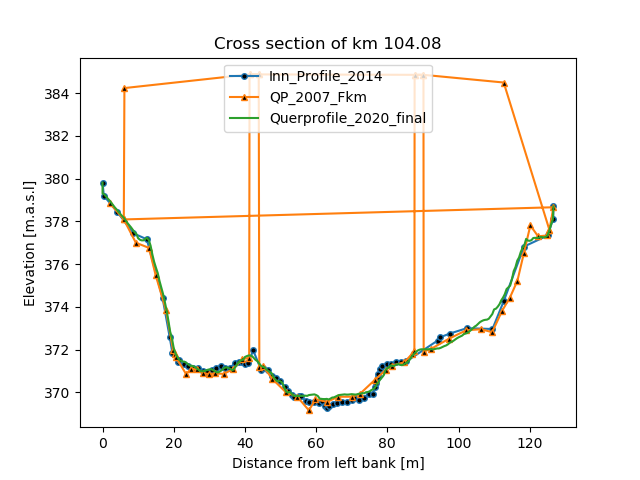 Cross section of km 104.08
Inn_Profile_2014
QP_2007_Fkm
Querprofile_2020_final
Elevation [m.a.s.l]
384
382
380
378
376
374
372
370
0 20 40 60 80 100 120
Distance from left bank [m]